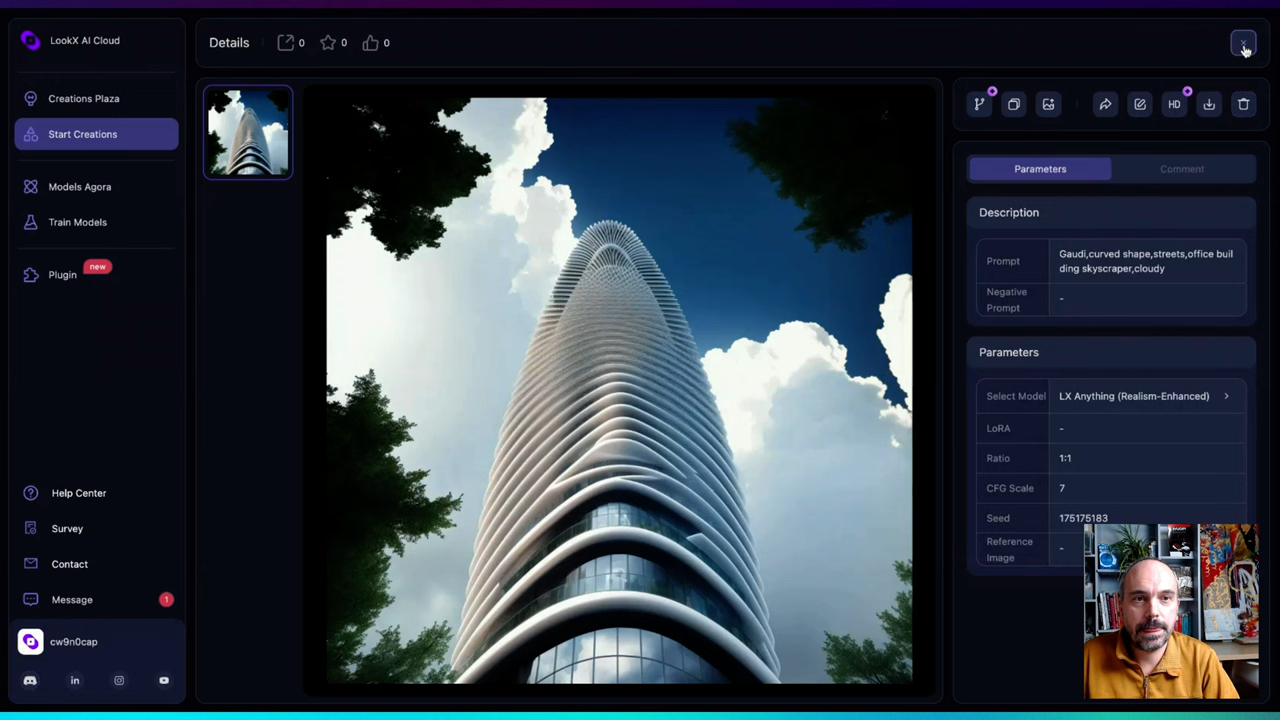 LookX AI Cloud
Creations Plaza
Start Creations
Models Agora
Train Models
Plugin
new
Help Center
Survey
Contact
Message
1
cw9n0cap
in
Details
0
0
0
HD
Parameters
Comment
Description
Prompt
Gaudi,curved shape,streets,office buil
ding skyscraper,cloudy
Negative
Prompt
-
Parameters
Select Model
LX Anything (Realism-Enhanced)
LoRA
-
Ratio
1:1
CFG Scale
7
Seed
175175183
Reference
Image
-